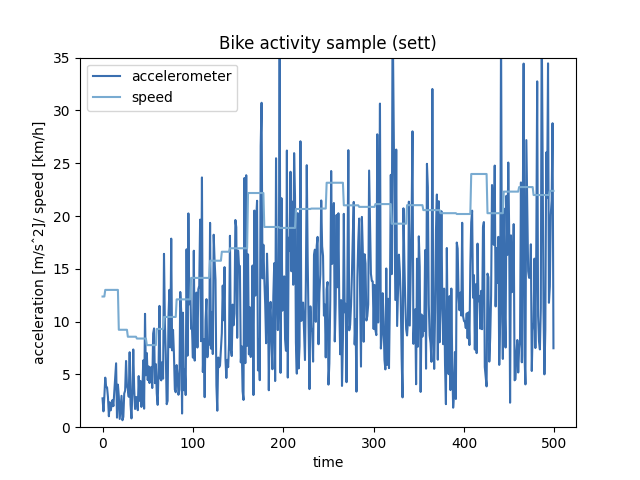 Bike activity sample (sett)
accelerometer
speed
35
30
25
20
15
10
5
0
acceleration [m/sˆ2]/ speed [km/h]
0 100 200 300 400 500
time